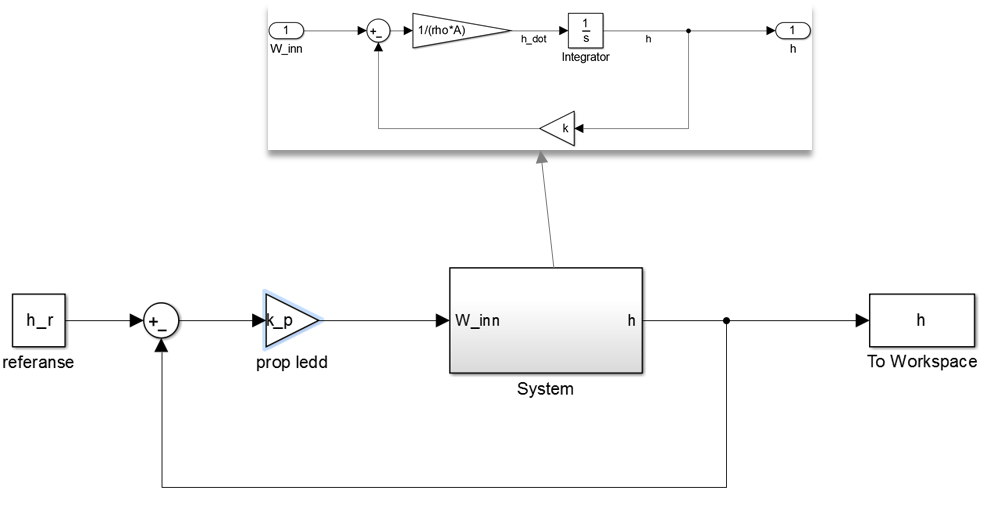 1
W_inn
+_
1/(rho*A)
h_dot
1
s
Integrator
h
1
h
k
h_r
referanse
+_
k_p
prop ledd
W_inn
h
System
h
To Workspace